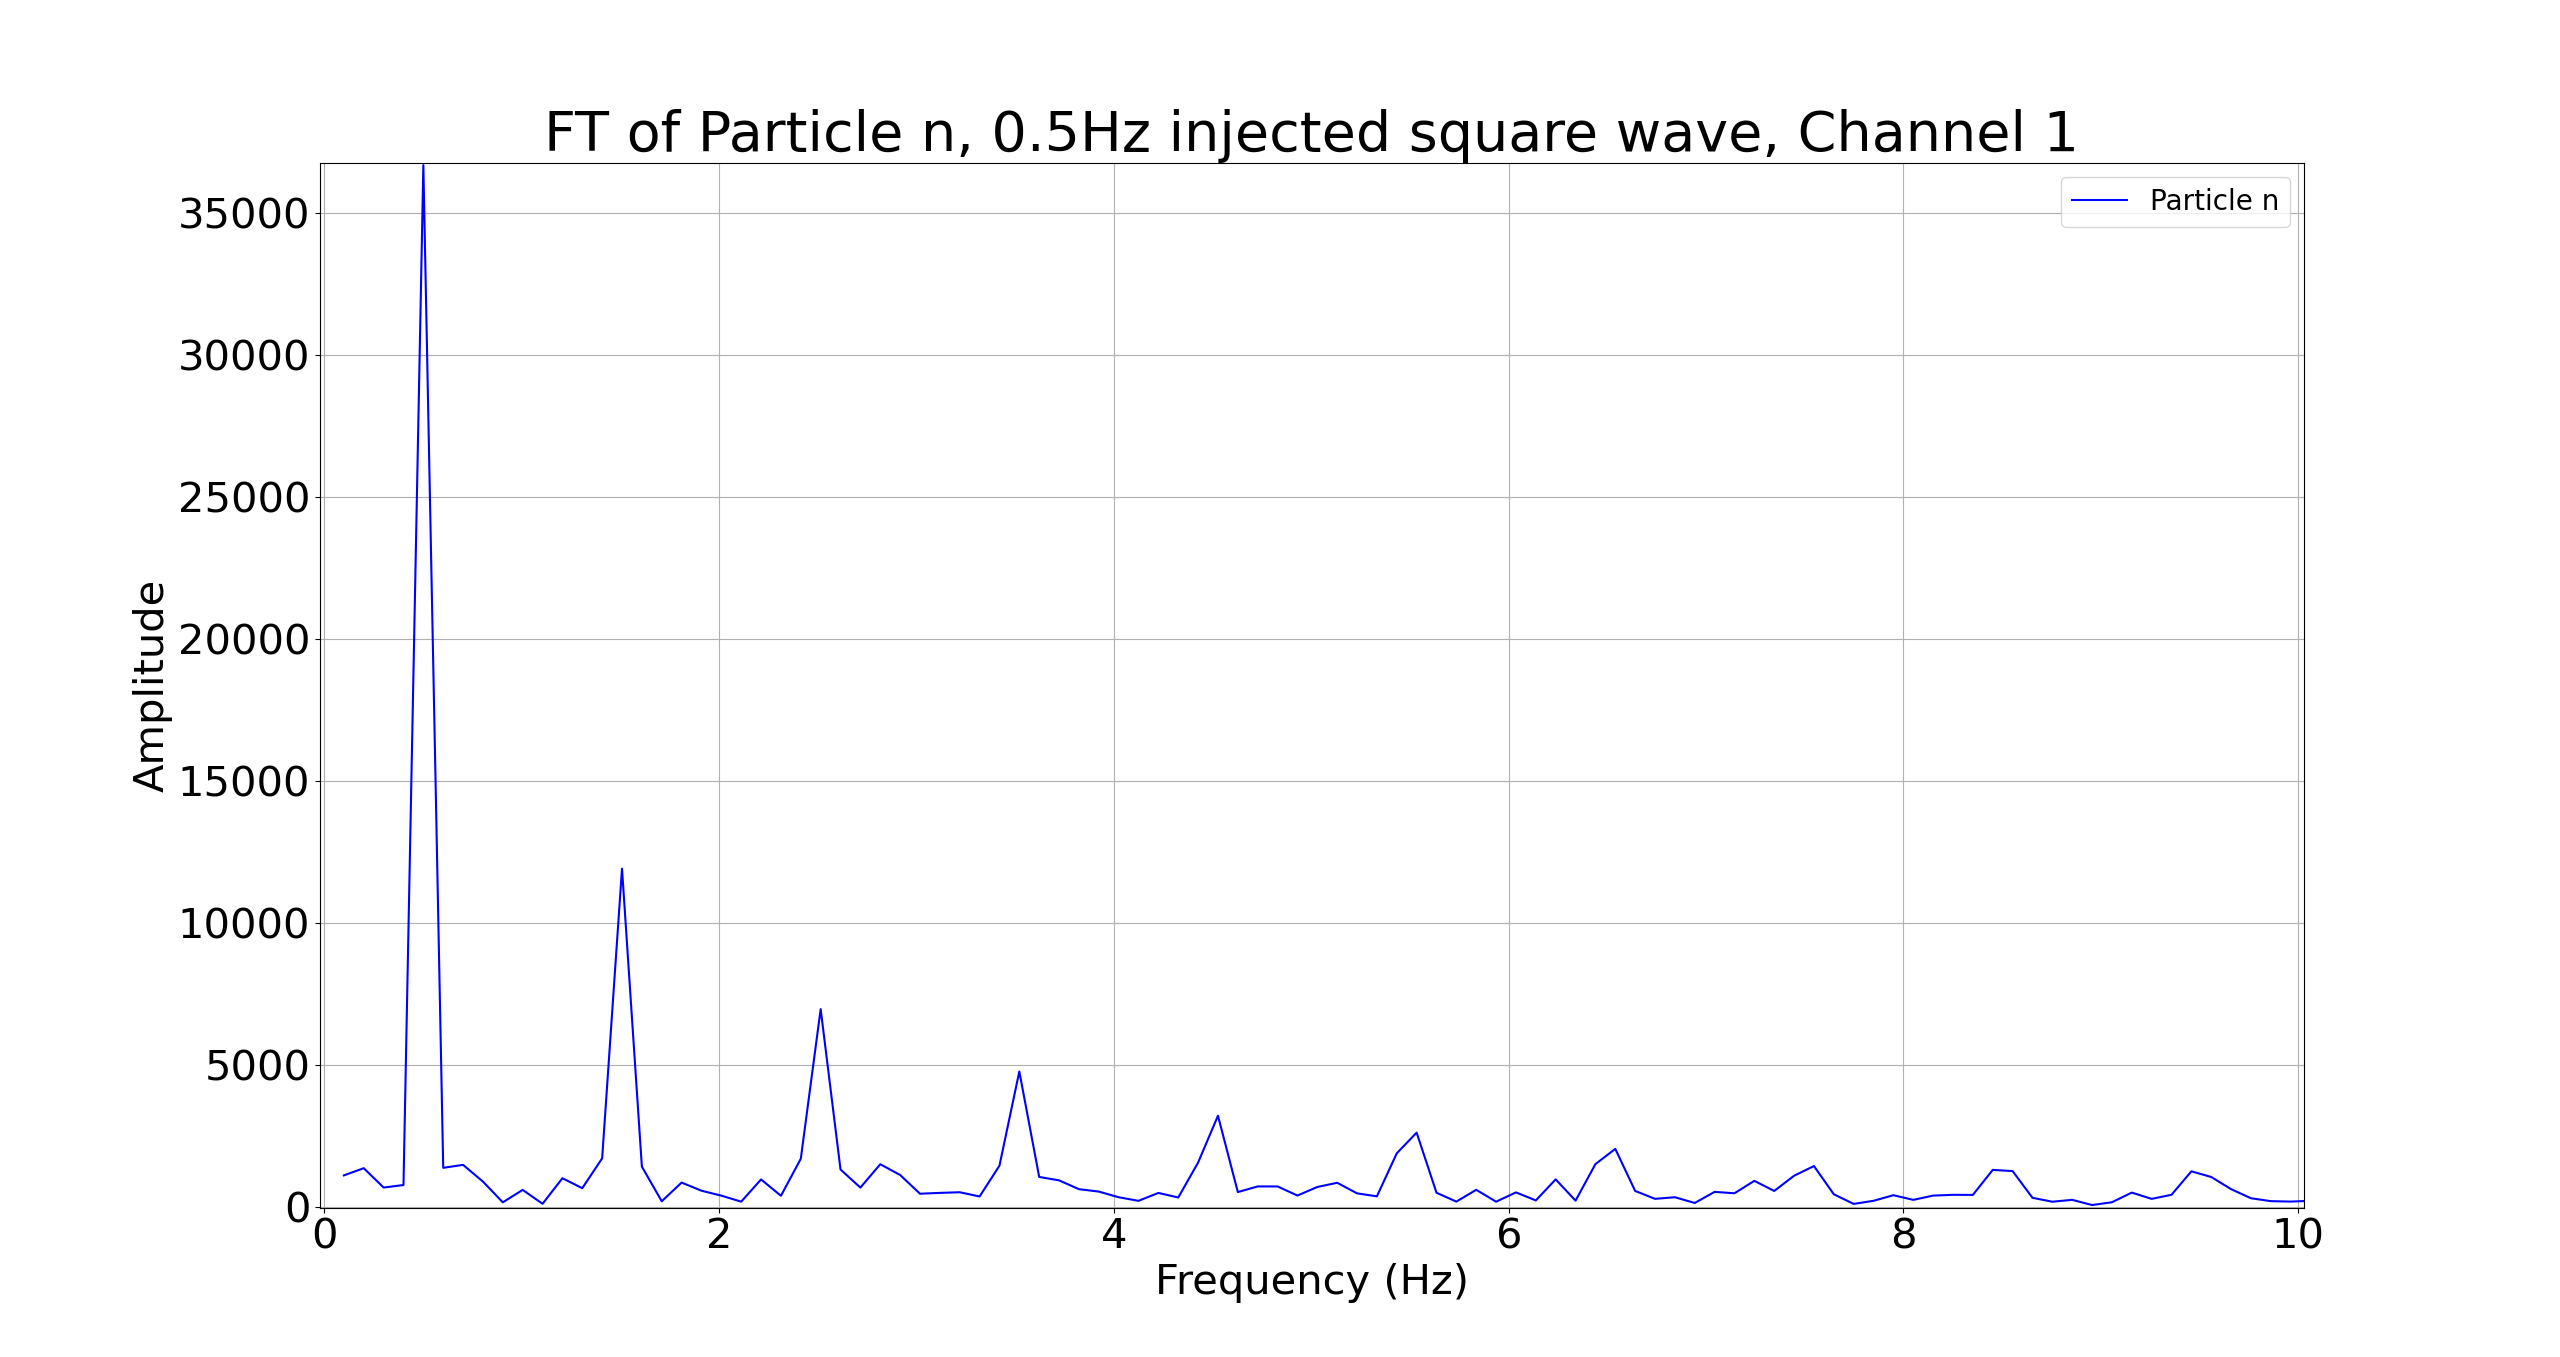 FT of Particle n, 0.5Hz injected square wave, Channel 1
Particle n
35000
30000
25000
20000
15000
10000
5000
0
Amplitude
0 2 4 6 8 10
Frequency (Hz)